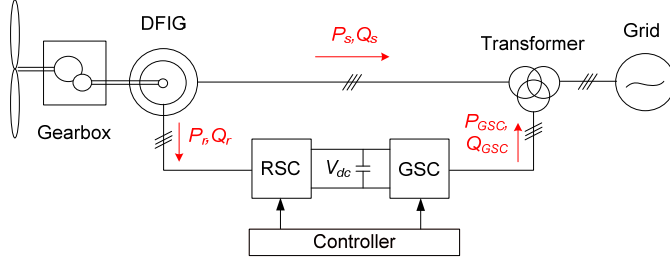 DFIG
Ps,Qs
Transformer
Grid
Gearbox
Pr,Qr
RSC
Vdc
GSC
PGSC,
QGSC
Controller